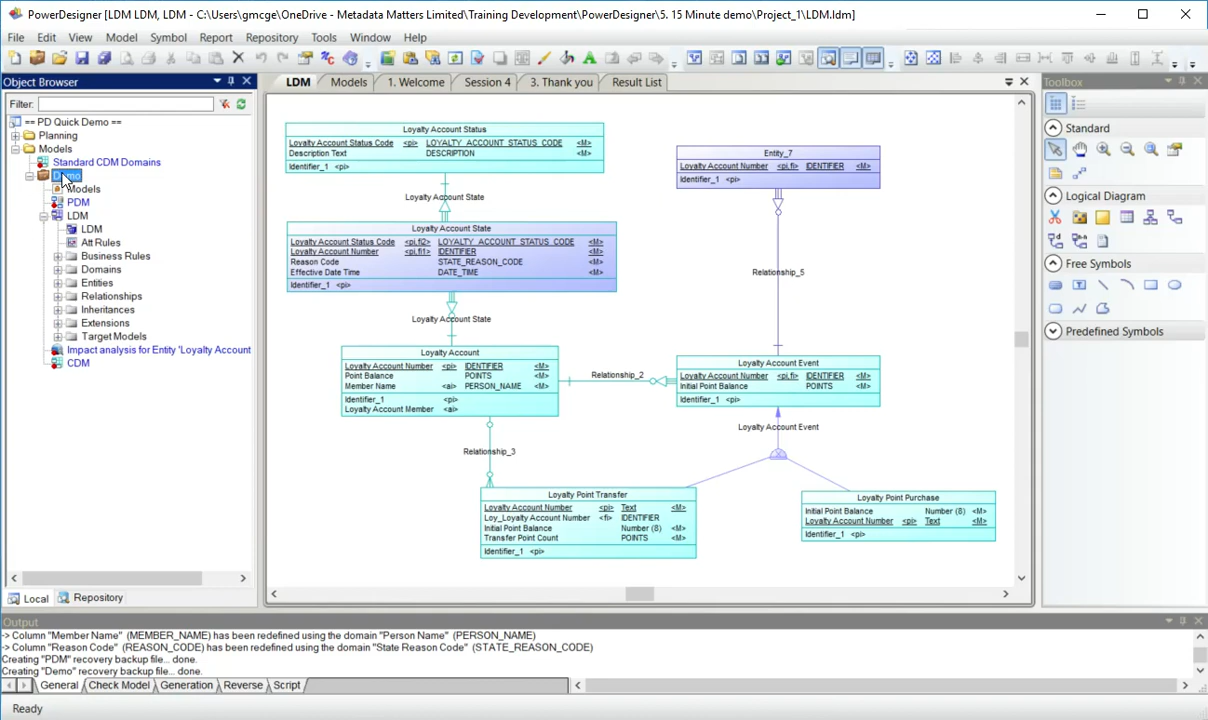 PowerDesigner [LDM LDM, LDM - C:\Users\gmcge\OneDrive - Metadata Matters Limited\Training Development\PowerDesigner\5. 15 Minute demo\Project_1\LDM.ldm]
File Edit View Model Symbol Report Repository Tools Window Help
Object Browser
Filter:
== PD Quick Demo ==
Planning
Models
Standard CDM Domains
Demo
Models
PDM
LDM
LDM
Att Rules
Business Rules
Domains
Entities
Relationships
Inheritances
Extensions
Target Models
Impact analysis for Entity 'Loyalty Account
CDM
Local Repository
LDM Models 1. Welcome Session 4 3. Thank you Result List
Loyalty Account Status
Loyalty Account Status Code <pi> LOYALTY_ACCOUNT_STATUS_CODE <M>
Description Text DESCRIPTION <M>
Identifier_1 <pi>
Loyalty Account State
Loyalty Account State
Loyalty Account Status Code <pi,fi2> LOYALTY_ACCOUNT_STATUS_CODE <M>
Loyalty Account Number <pi,fi1> IDENTIFIER <M>
Reason Code STATE_REASON_CODE <M>
Effective Date Time DATE_TIME <M>
Identifier_1 <pi>
Loyalty Account State
Loyalty Account
Loyalty Account Number <pi> IDENTIFIER <M>
Point Balance POINTS <M>
Member Name <ai> PERSON_NAME <M>
Identifier_1 <pi>
Loyalty Account Member <ai>
Relationship_2
Relationship_3
Entity_7
Loyalty Account Number <pi,fi> IDENTIFIER <M>
Identifier_1 <pi>
Relationship_5
Loyalty Account Event
Loyalty Account Number <pi,fi> IDENTIFIER <M>
Initial Point Balance POINTS <M>
Identifier_1 <pi>
Loyalty Account Event
Loyalty Point Transfer
Loyalty Account Number <pi> Text <M>
Loy_Loyalty Account Number <fi> IDENTIFIER
Initial Point Balance Number (8) <M>
Transfer Point Count POINTS <M>
Identifier_1 <pi>
Loyalty Point Purchase
Initial Point Balance Number (8) <M>
Loyalty Account Number <pi> Text <M>
Identifier_1 <pi>
Toolbox
Standard
Logical Diagram
Free Symbols
Predefined Symbols
Output
-> Column "Member Name" (MEMBER_NAME) has been redefined using the domain "Person Name" (PERSON_NAME)
-> Column "Reason Code" (REASON_CODE) has been redefined using the domain "State Reason Code" (STATE_REASON_CODE)
Creating "PDM" recovery backup file... done.
Creating "Demo" recovery backup file... done.
General Check Model Generation Reverse Script
Ready